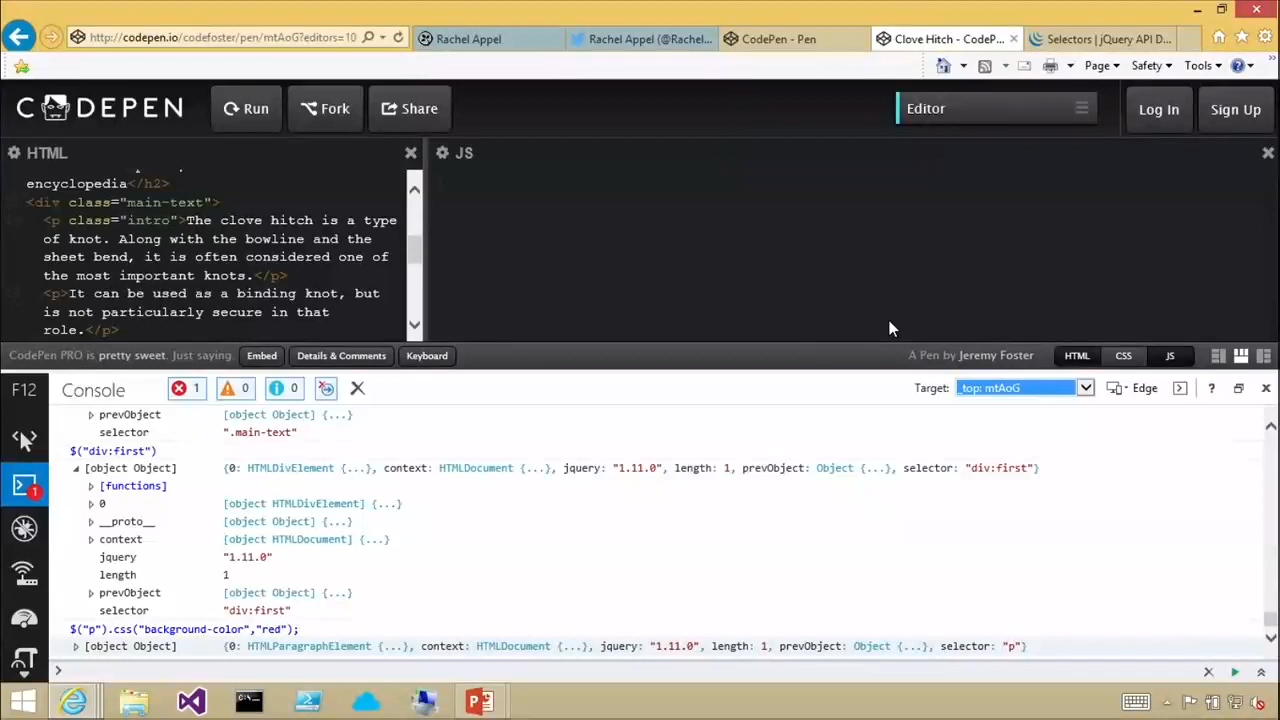 http://codepen.io/codefoster/pen/mtAoG?editors=10
Rachel Appel
Rachel Appel (@Rachel...
CodePen - Pen
Clove Hitch - CodeP...
Selectors | jQuery API D...
Page
Safety
Tools
CODEPEN
Run
Fork
Share
Editor
Log In
Sign Up
HTML
JS
encyclopedia</h2>
<div class="main-text">
<p class="intro">The clove hitch is a type
of knot. Along with the bowline and the
sheet bend, it is often considered one of
the most important knots.</p>
<p>It can be used as a binding knot, but
is not particularly secure in that
role.</p>
CodePen PRO is pretty sweet. Just saying.
Embed
Details & Comments
Keyboard
A Pen by Jeremy Foster
HTML
CSS
JS
F12
Console
1
0
0
Target:
_top: mtAoG
Edge
?
prevObject [object Object] {...}
selector ".main-text"
$("div:first")
[object Object] {0: HTMLDivElement {...}, context: HTMLDocument {...}, jquery: "1.11.0", length: 1, prevObject: Object {...}, selector: "div:first"}
[functions]
0 [object HTMLDivElement] {...}
__proto__ [object Object] {...}
context [object HTMLDocument] {...}
jquery "1.11.0"
length 1
prevObject [object Object] {...}
selector "div:first"
$("p").css("background-color","red");
[object Object] {0: HTMLParagraphElement {...}, context: HTMLDocument {...}, jquery: "1.11.0", length: 1, prevObject: Object {...}, selector: "p"}
1